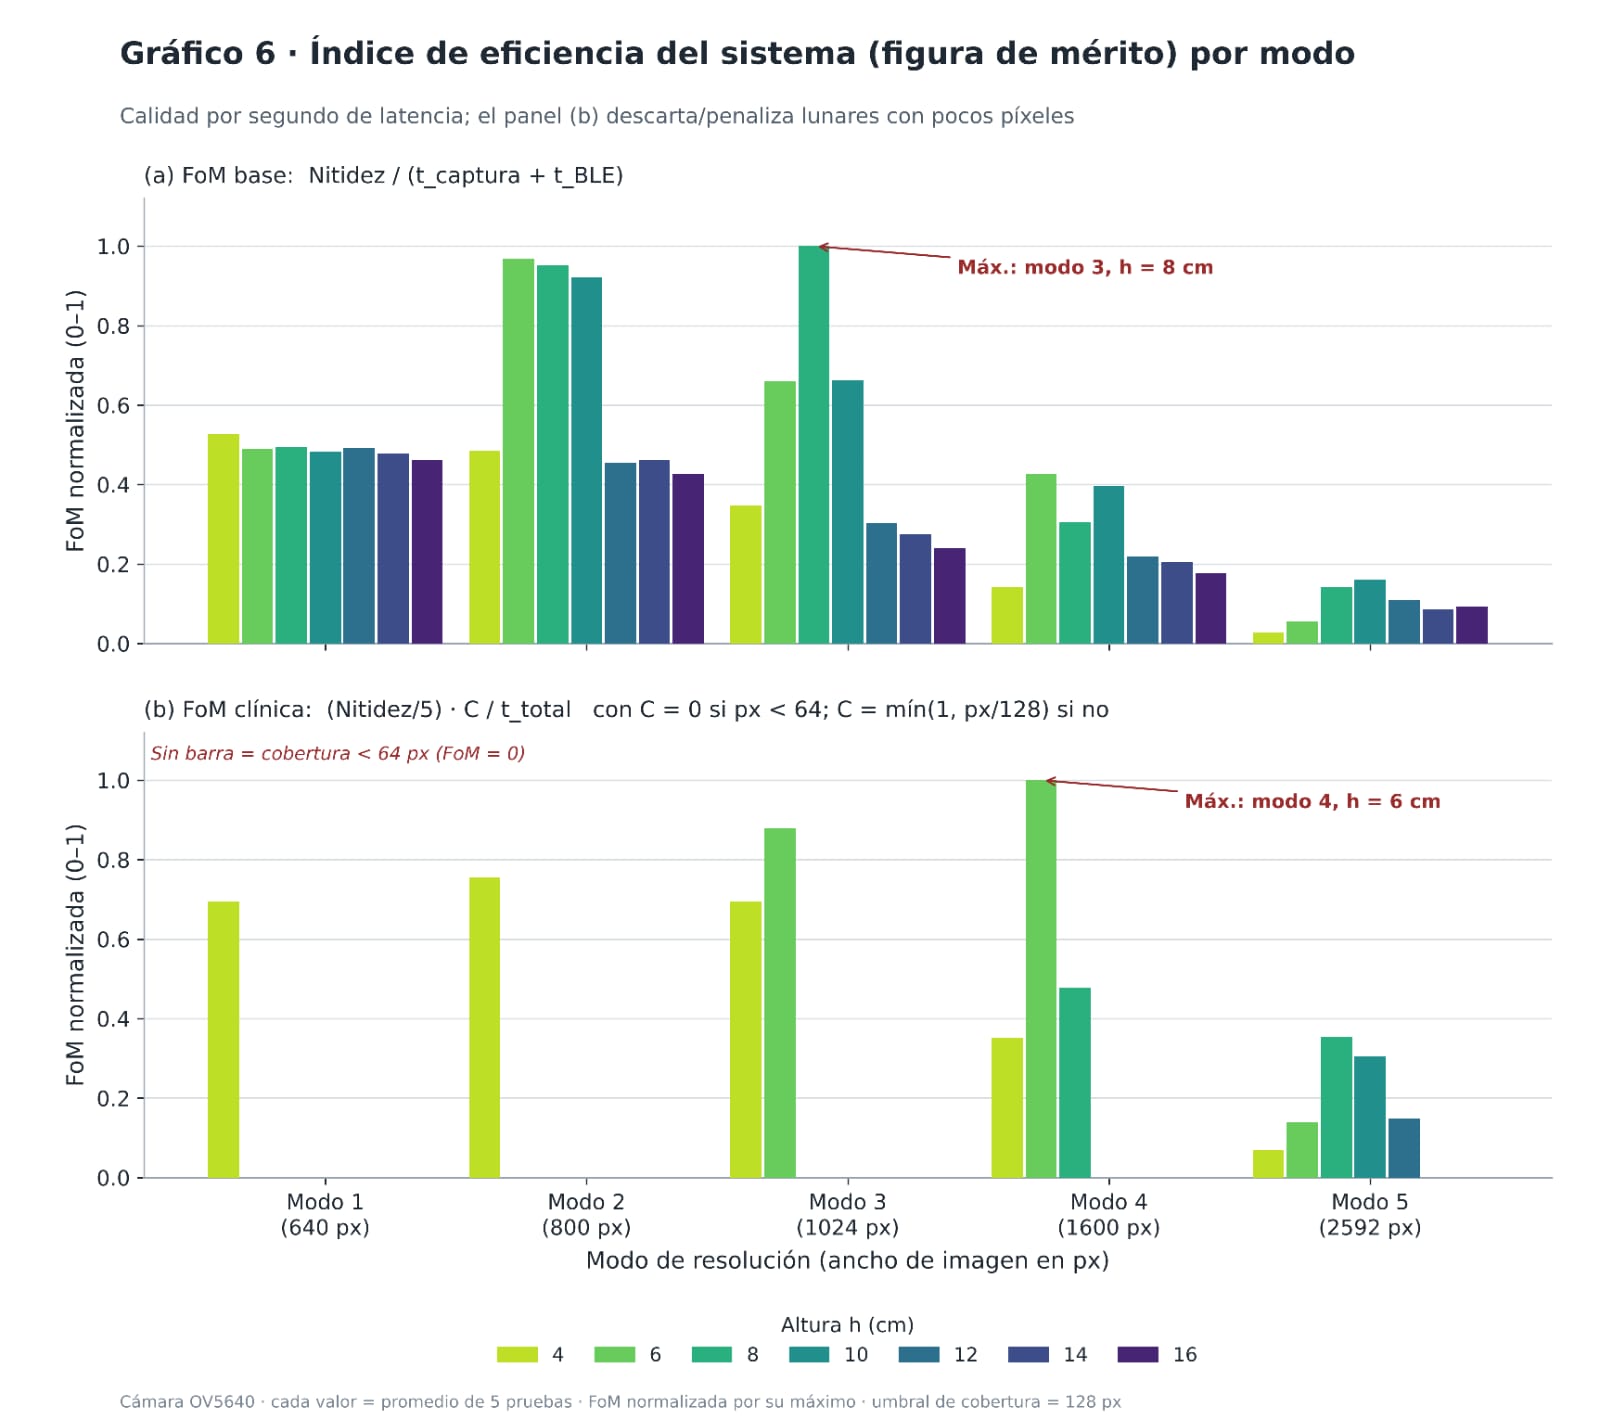 Gráfico 6 · Índice de eficiencia del sistema (figura de mérito) por modo
Calidad por segundo de latencia; el panel (b) descarta/penaliza lunares con pocos píxeles
(a) FoM base:  Nitidez / (t_captura + t_BLE)
FoM normalizada (0–1)
1.0
0.8
0.6
0.4
0.2
0.0
Máx.: modo 3, h = 8 cm
(b) FoM clínica:  (Nitidez/5) · C / t_total   con C = 0 si px < 64; C = mín(1, px/128) si no
Sin barra = cobertura < 64 px (FoM = 0)
FoM normalizada (0–1)
1.0
0.8
0.6
0.4
0.2
0.0
Máx.: modo 4, h = 6 cm
Modo 1 Modo 2 Modo 3 Modo 4 Modo 5
(640 px) (800 px) (1024 px) (1600 px) (2592 px)
Modo de resolución (ancho de imagen en px)
Altura h (cm)
4 6 8 10 12 14 16
Cámara OV5640 · cada valor = promedio de 5 pruebas · FoM normalizada por su máximo · umbral de cobertura = 128 px